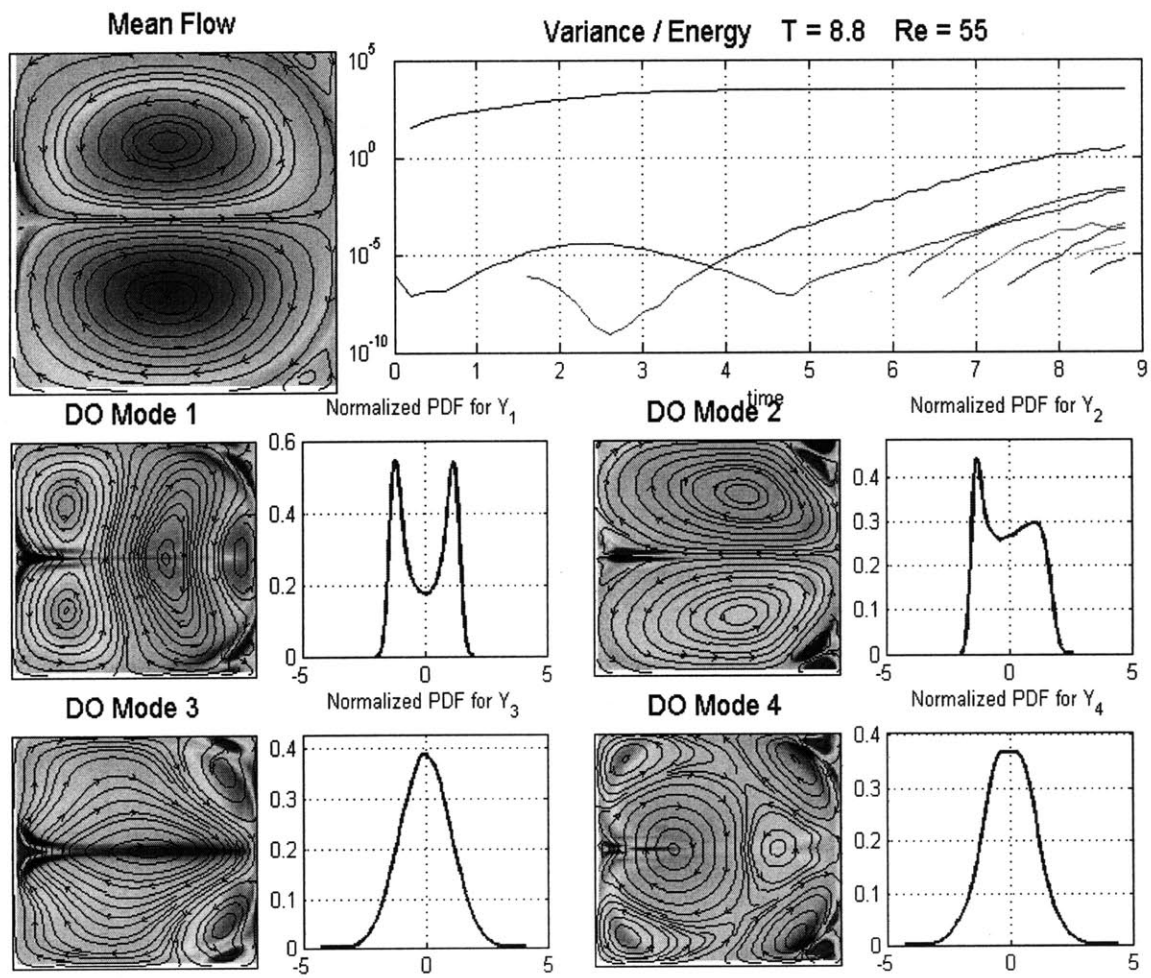 Mean Flow
Variance / Energy T = 8.8 Re = 55
10^5
10^0
10^-5
10^-10
0 1 2 3 4 5 6 7 8 9
time
DO Mode 1
Normalized PDF for Y_1
DO Mode 2
Normalized PDF for Y_2
0.6
0.4
0.2
0
-5 0 5
0.4
0.3
0.2
0.1
0
-5 0 5
DO Mode 3
Normalized PDF for Y_3
DO Mode 4
Normalized PDF for Y_4
0.4
0.3
0.2
0.1
0
-5 0 5
0.4
0.3
0.2
0.1
0
-5 0 5